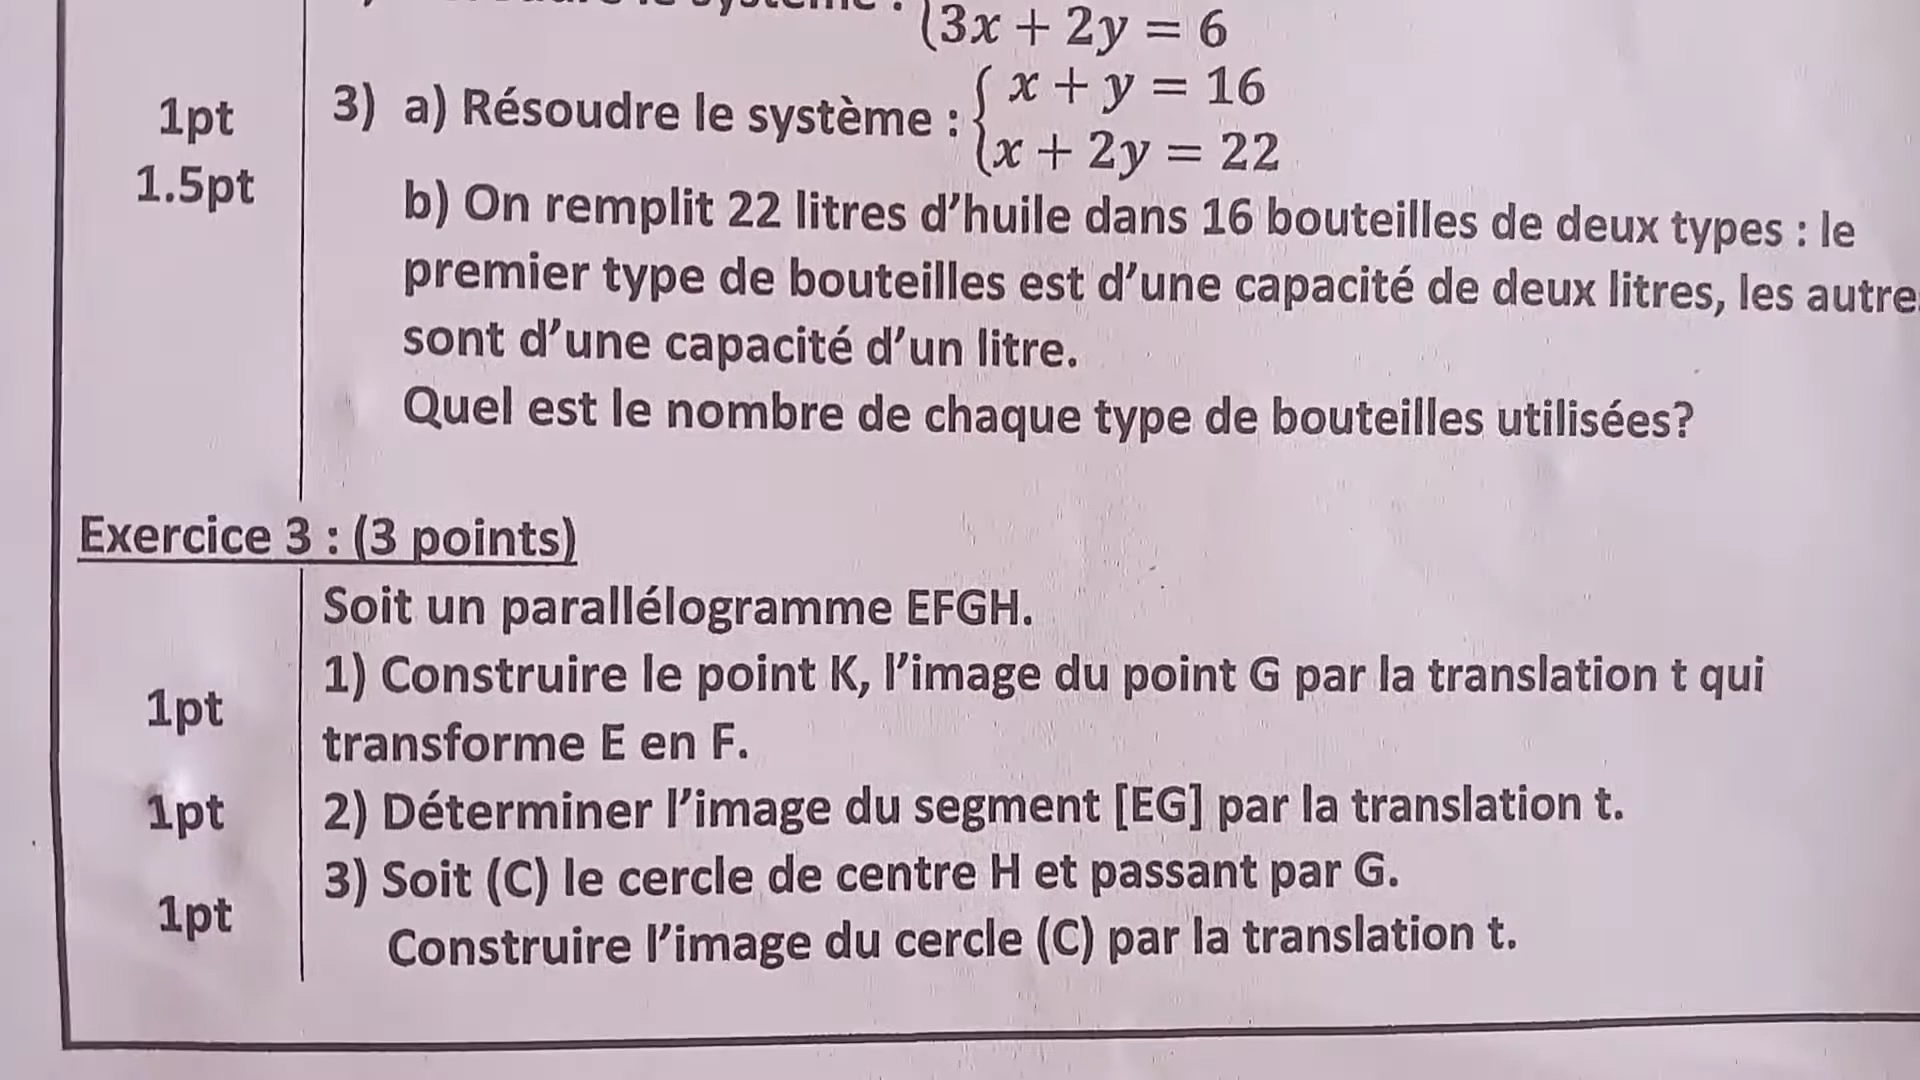 système :
3x + 2y = 6
1pt 3) a) Résoudre le système : { x + y = 16
x + 2y = 22
1.5pt
b) On remplit 22 litres d'huile dans 16 bouteilles de deux types : le
premier type de bouteilles est d'une capacité de deux litres, les autre
sont d'une capacité d'un litre.
Quel est le nombre de chaque type de bouteilles utilisées?
Exercice 3 : (3 points)
Soit un parallélogramme EFGH.
1) Construire le point K, l'image du point G par la translation t qui
1pt
transforme E en F.
1pt 2) Déterminer l'image du segment [EG] par la translation t.
3) Soit (C) le cercle de centre H et passant par G.
1pt
Construire l'image du cercle (C) par la translation t.